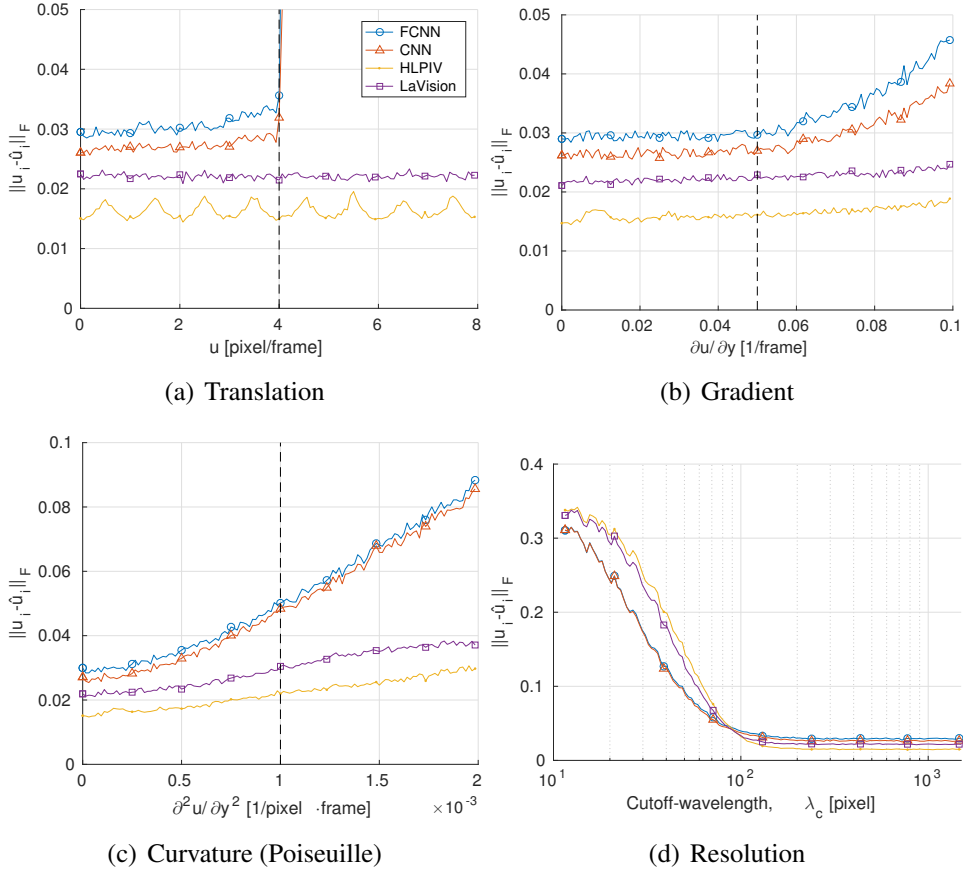 0.05
0.04
0.03
0.02
0.01
0
||u_i-û_i||_F
0 2 4 6 8
u [pixel/frame]
FCNN
CNN
HLPIV
LaVision
(a) Translation
0.05
0.04
0.03
0.02
0.01
0
||u_i-û_i||_F
0 0.02 0.04 0.06 0.08 0.1
∂u/∂y [1/frame]
(b) Gradient
0.1
0.08
0.06
0.04
0.02
0
||u_i-û_i||_F
0 0.5 1 1.5 2
∂²u/∂y² [1/pixel ·frame]
×10⁻³
(c) Curvature (Poiseuille)
0.4
0.3
0.2
0.1
0
||u_i-û_i||_F
10¹ 10² 10³
Cutoff-wavelength, λ_c [pixel]
(d) Resolution